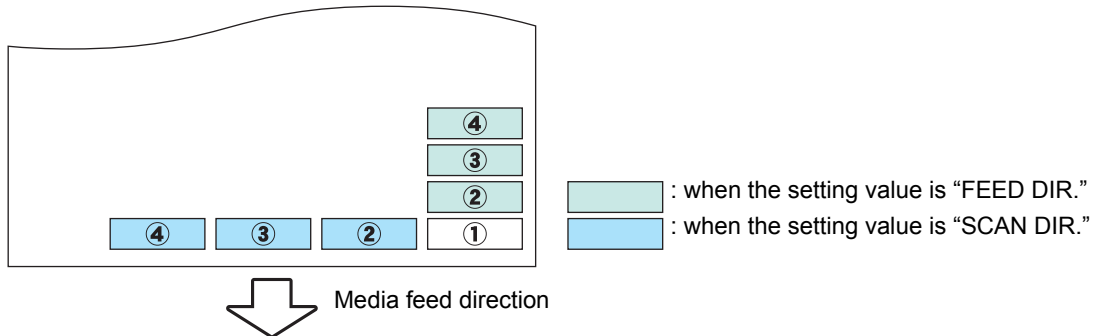 ④
③
②
④ ③ ② ①
: when the setting value is “FEED DIR.”
: when the setting value is “SCAN DIR.”
Media feed direction